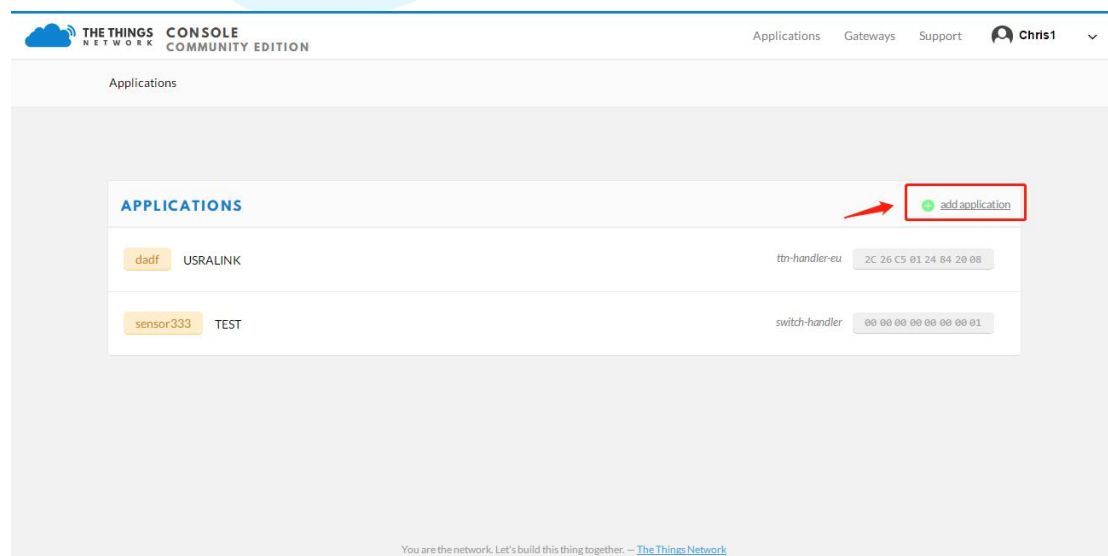 THE THINGS NETWORK CONSOLE COMMUNITY EDITION
Applications Gateways Support Chris1
Applications
APPLICATIONS
add application
dadf USRALINK ttn-handler-eu 2C 26 C5 01 24 84 20 08
sensor333 TEST switch-handler 00 00 00 00 00 00 00 01
You are the network. Let's build this thing together. — The Things Network